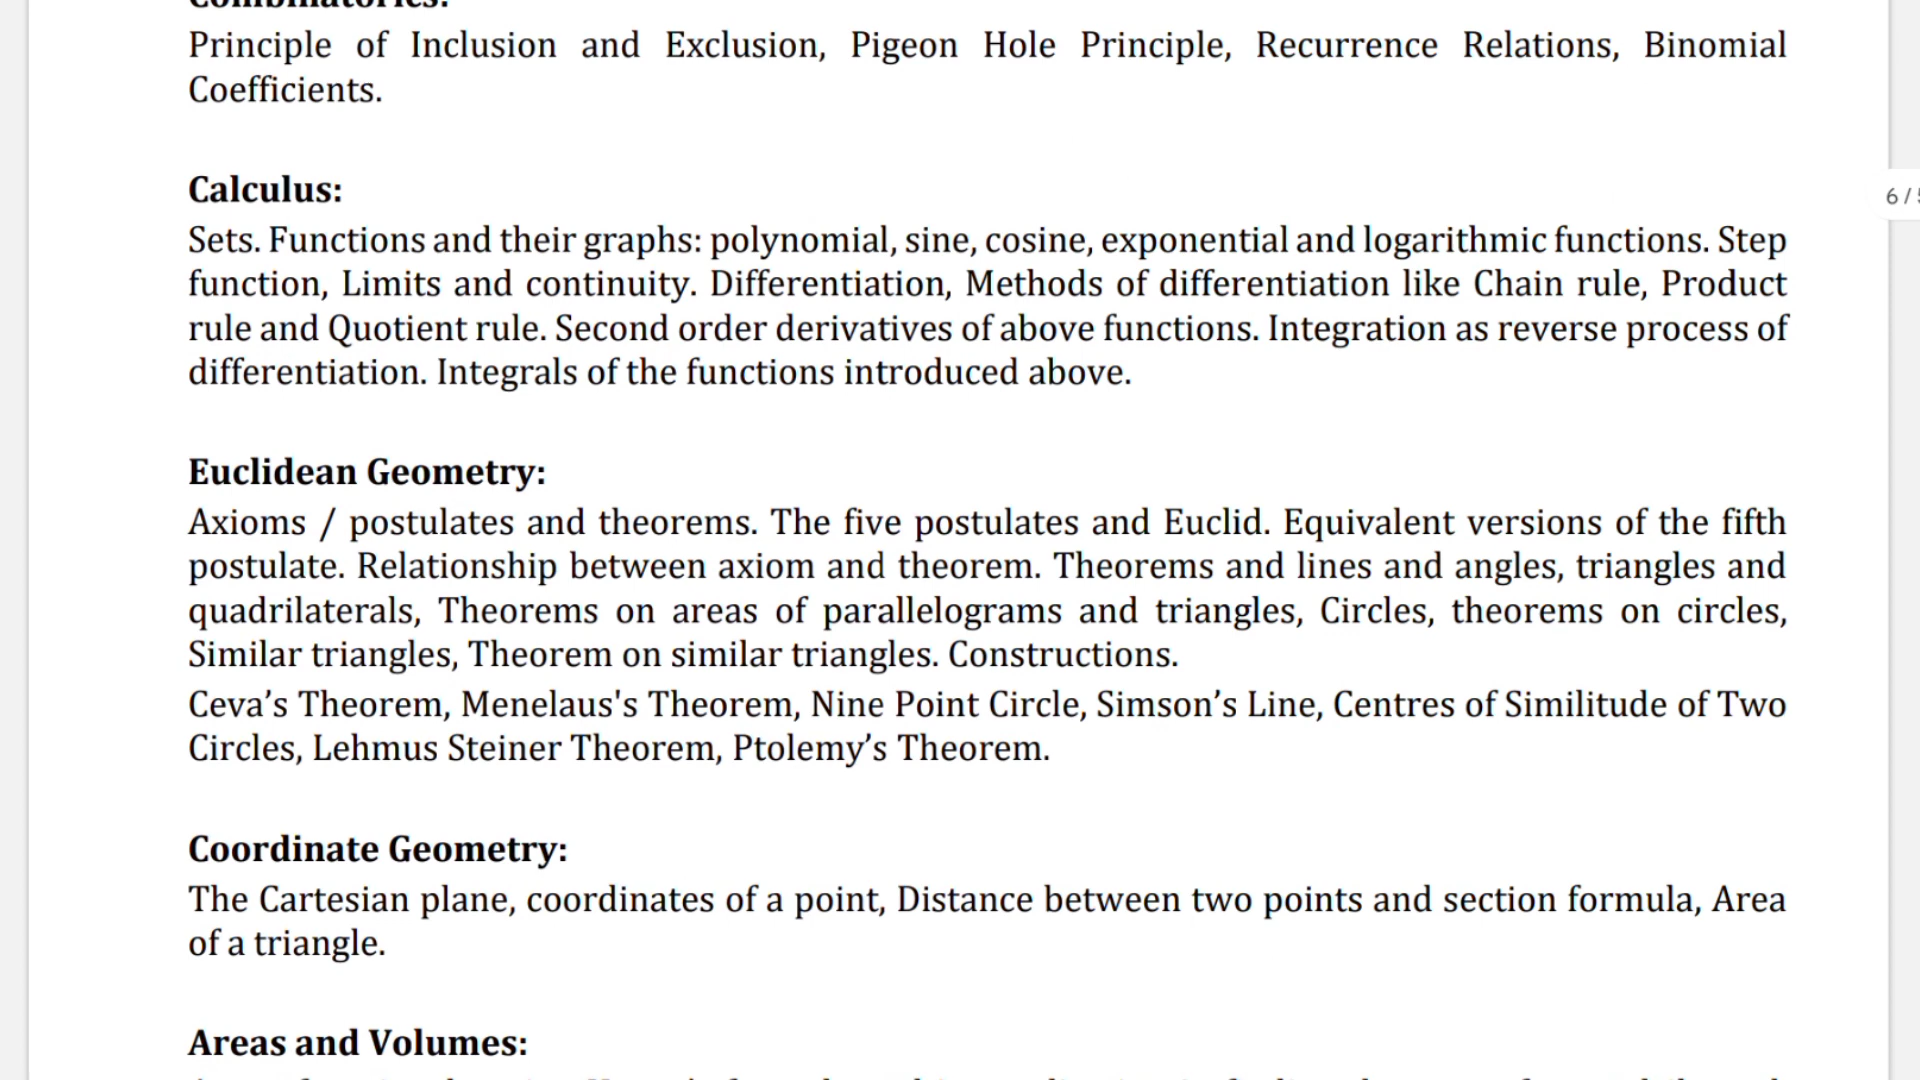 Combinatorics:
Principle of Inclusion and Exclusion, Pigeon Hole Principle, Recurrence Relations, Binomial
Coefficients.
Calculus:
6 /
Sets. Functions and their graphs: polynomial, sine, cosine, exponential and logarithmic functions. Step
function, Limits and continuity. Differentiation, Methods of differentiation like Chain rule, Product
rule and Quotient rule. Second order derivatives of above functions. Integration as reverse process of
differentiation. Integrals of the functions introduced above.
Euclidean Geometry:
Axioms / postulates and theorems. The five postulates and Euclid. Equivalent versions of the fifth
postulate. Relationship between axiom and theorem. Theorems and lines and angles, triangles and
quadrilaterals, Theorems on areas of parallelograms and triangles, Circles, theorems on circles,
Similar triangles, Theorem on similar triangles. Constructions.
Ceva’s Theorem, Menelaus's Theorem, Nine Point Circle, Simson’s Line, Centres of Similitude of Two
Circles, Lehmus Steiner Theorem, Ptolemy’s Theorem.
Coordinate Geometry:
The Cartesian plane, coordinates of a point, Distance between two points and section formula, Area
of a triangle.
Areas and Volumes: